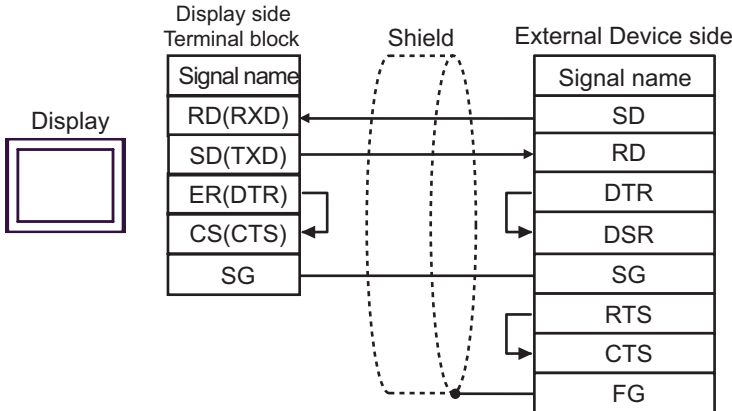 Display side
Terminal block
Shield
External Device side
Display
Signal name
RD(RXD)
SD(TXD)
ER(DTR)
CS(CTS)
SG
Signal name
SD
RD
DTR
DSR
SG
RTS
CTS
FG